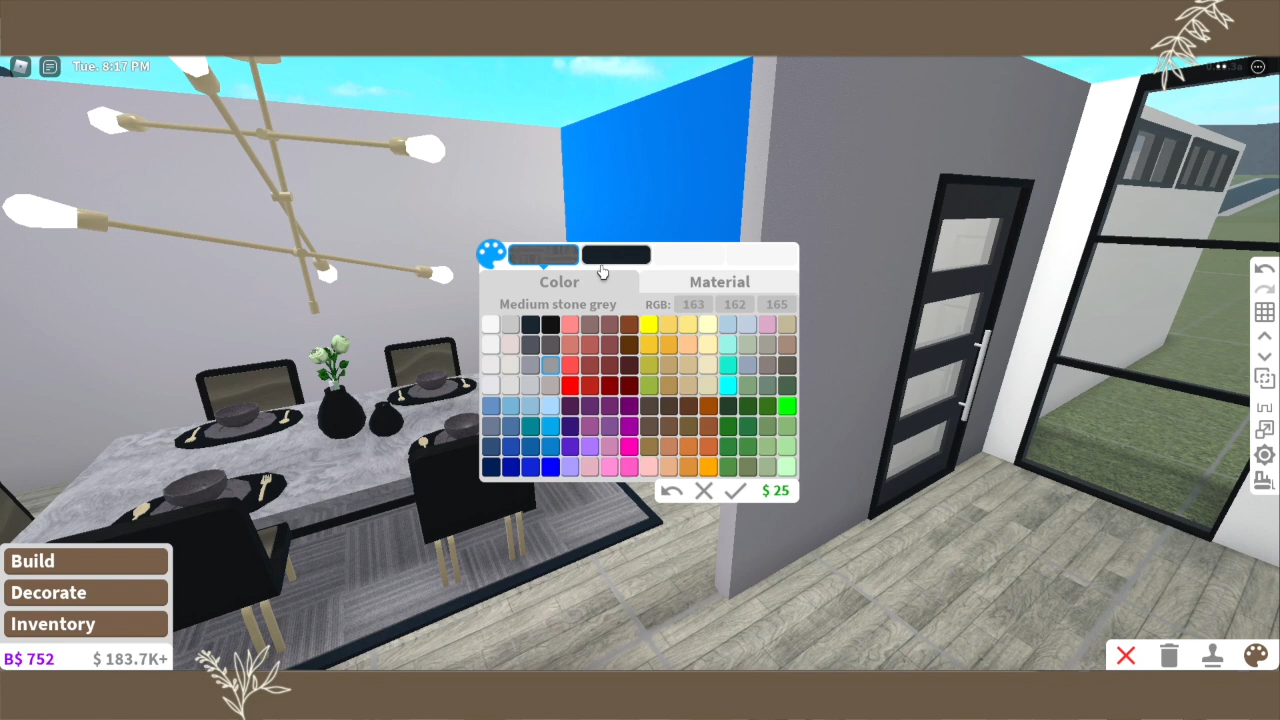 Tue. 8:17 PM
Color
Material
Medium stone grey
RGB: 163 162 165
$ 25
Build
Decorate
Inventory
B$ 752 $ 183.7K+